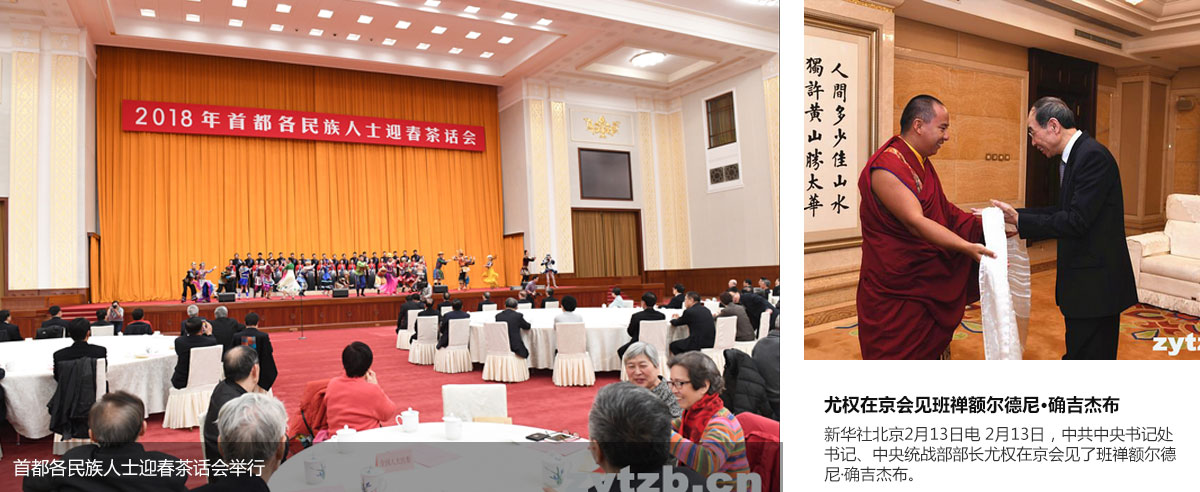 2018年首都各民族人士迎春茶话会
首都各民族人士迎春茶话会举行
zytzb.cn
人間多少佳山水
獨許黃山勝太華
zytz
尤权在京会见班禅额尔德尼·确吉杰布
新华社北京2月13日电 2月13日，中共中央书记处
书记、中央统战部部长尤权在京会见了班禅额尔德
尼·确吉杰布。